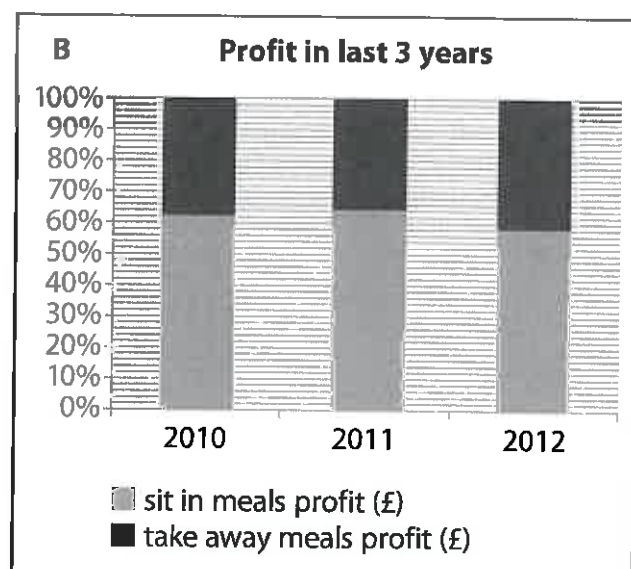 B
Profit in last 3 years
100%
90%
80%
70%
60%
50%
40%
30%
20%
10%
0%
2010 2011 2012
sit in meals profit (£)
take away meals profit (£)